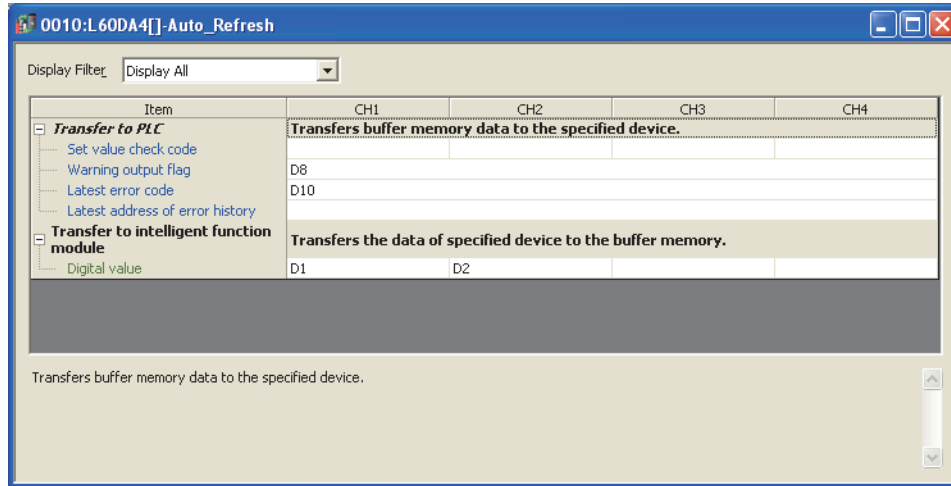 0010:L60DA4[]-Auto_Refresh
Display Filter Display All
Item CH1 CH2 CH3 CH4
Transfer to PLC Transfers buffer memory data to the specified device.
Set value check code
Warning output flag D8
Latest error code D10
Latest address of error history
Transfer to intelligent function
module Transfers the data of specified device to the buffer memory.
Digital value D1 D2
Transfers buffer memory data to the specified device.